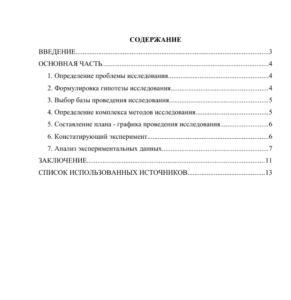 СОДЕРЖАНИЕ
ВВЕДЕНИЕ....................................................................................................3
ОСНОВНАЯ ЧАСТЬ.......................................................................................4
1. Определение проблемы исследования....................................................4
2. Формулировка гипотезы исследования...................................................4
3. Выбор базы проведения исследования....................................................5
4. Определение комплекса методов исследования......................................5
5. Составление плана - графика проведения исследования.........................6
6. Констатирующий эксперимент...............................................................6
7. Анализ экспериментальных данных........................................................7
ЗАКЛЮЧЕНИЕ..............................................................................................11
СПИСОК ИСПОЛЬЗОВАННЫХ ИСТОЧНИКОВ...........................................13